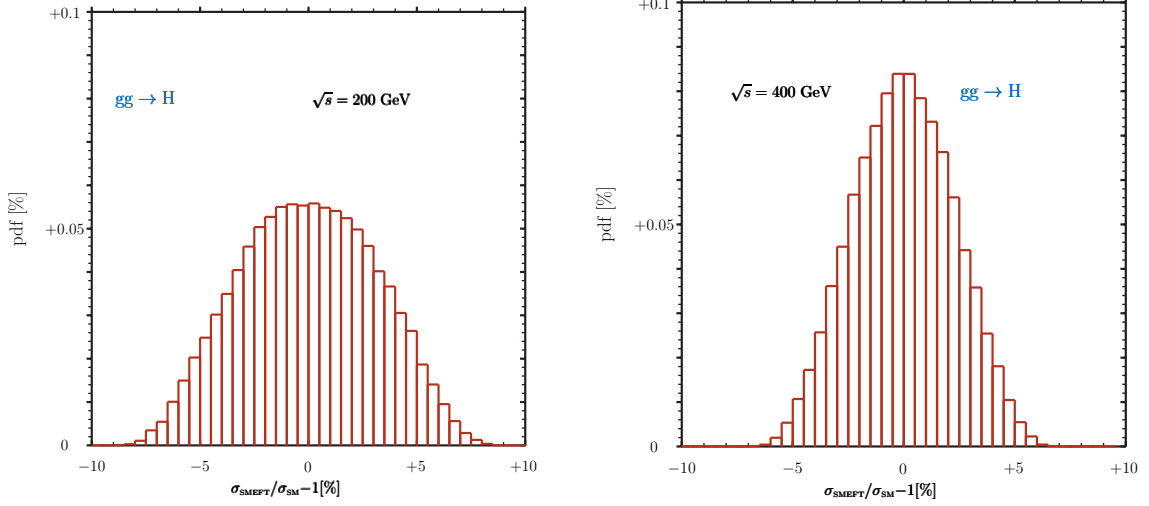 +0.1
gg → H
√s = 200 GeV
pdf [%]
+0.05
0
−10
−5
0
+5
+10
σSMEFT/σSM−1[%]
+0.1
√s = 400 GeV
gg → H
pdf [%]
+0.05
0
−10
−5
0
+5
+10
σSMEFT/σSM−1[%]